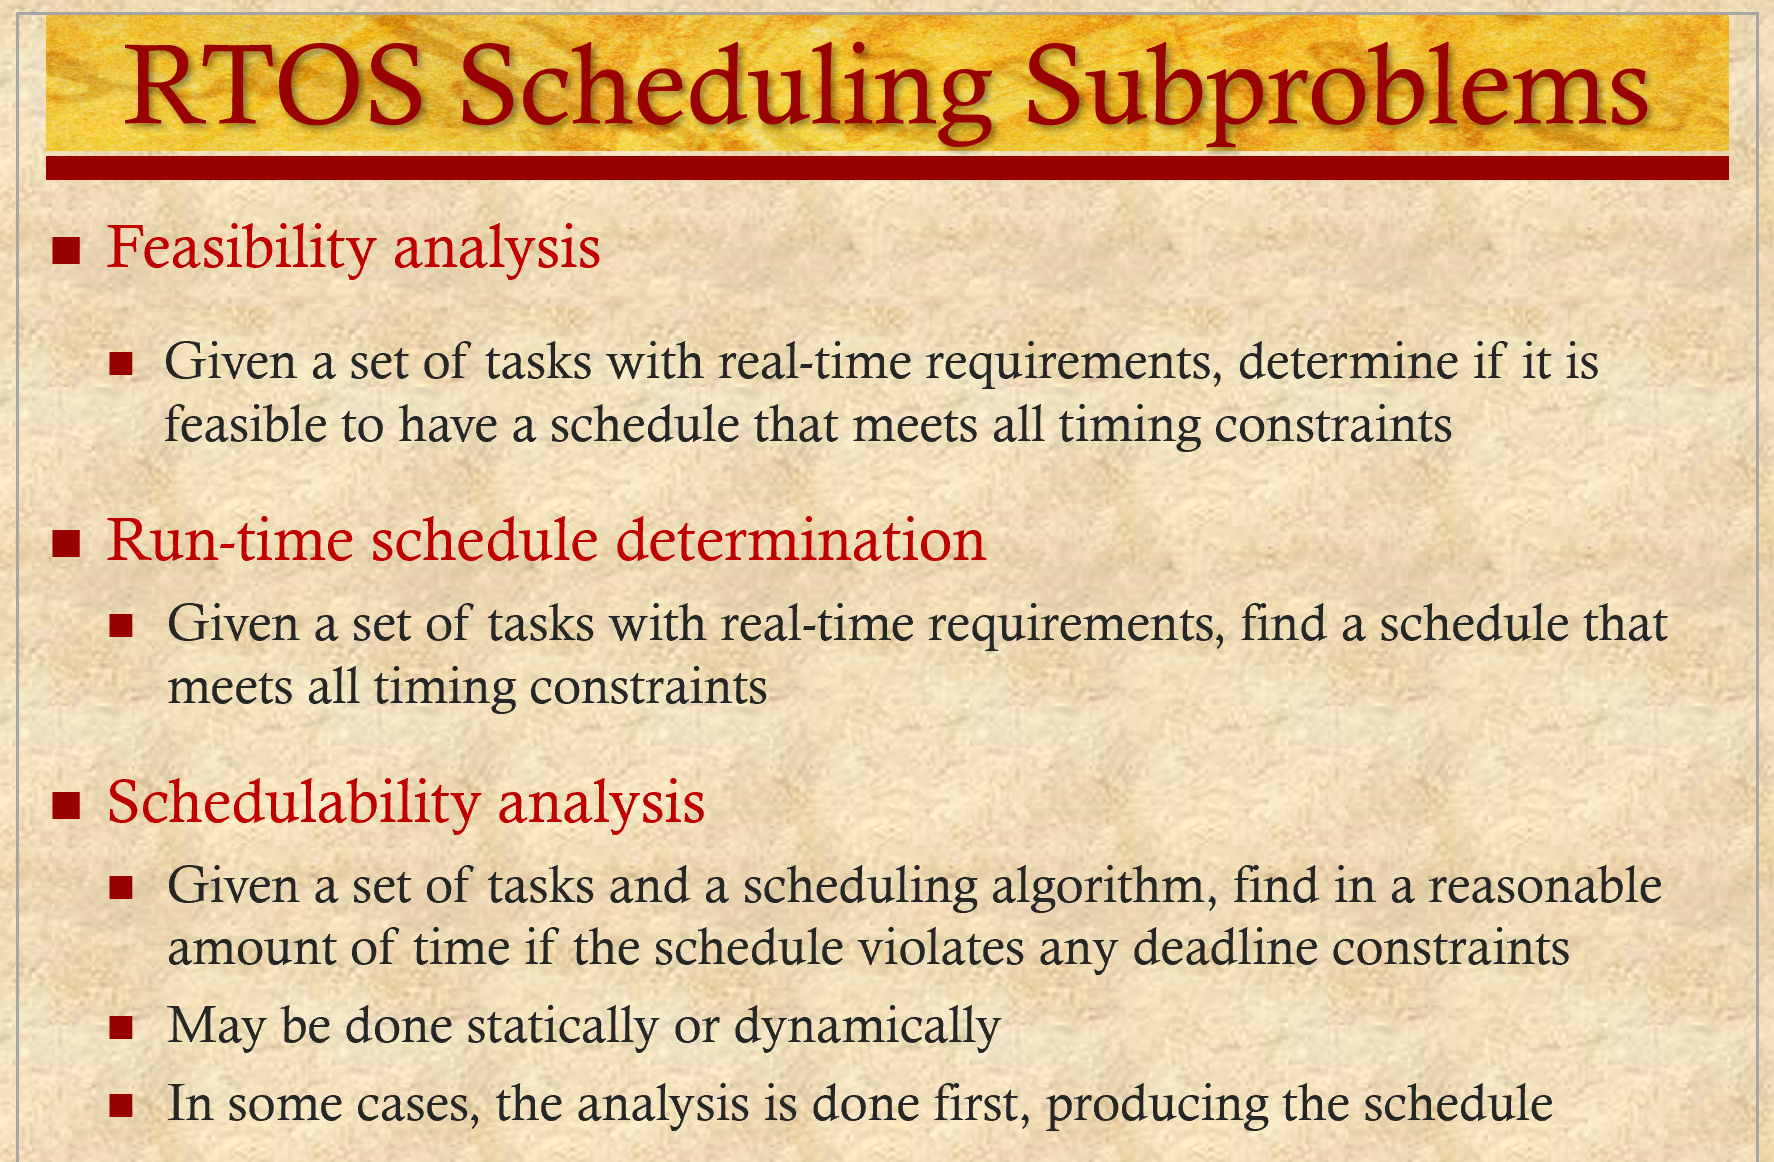 RTOS Scheduling Subproblems
Feasibility analysis
Given a set of tasks with real-time requirements, determine if it is
feasible to have a schedule that meets all timing constraints
Run-time schedule determination
Given a set of tasks with real-time requirements, find a schedule that
meets all timing constraints
Schedulability analysis
Given a set of tasks and a scheduling algorithm, find in a reasonable
amount of time if the schedule violates any deadline constraints
May be done statically or dynamically
In some cases, the analysis is done first, producing the schedule